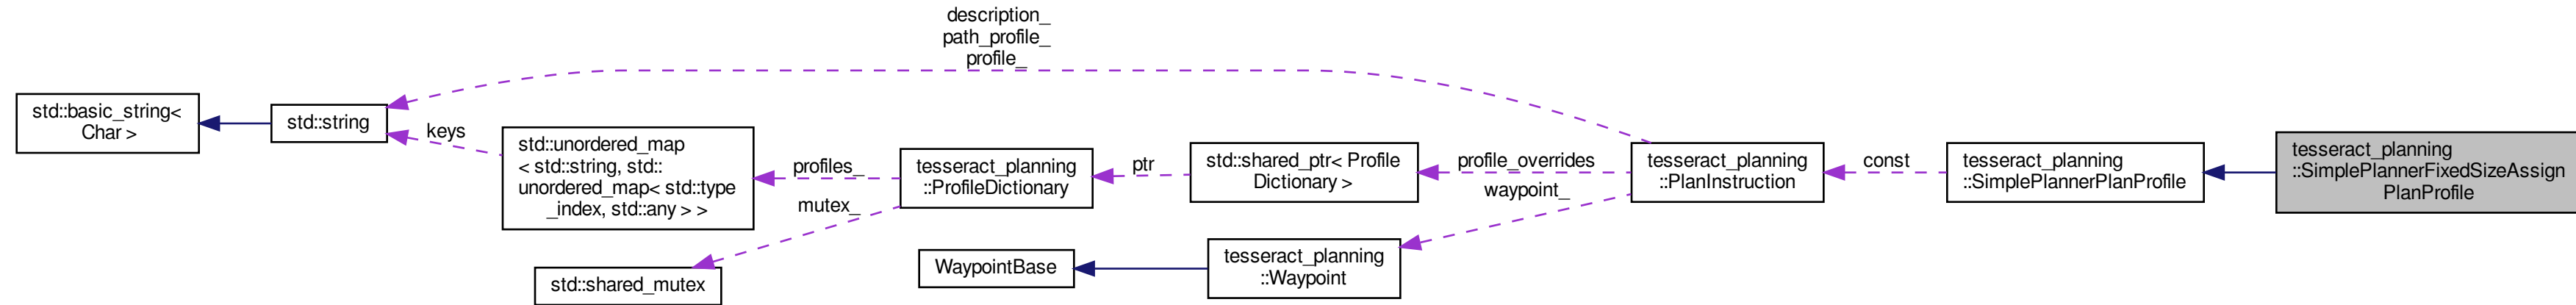 description_
path_profile_
profile_
std::basic_string<
Char >
std::string
keys
std::unordered_map
< std::string, std::
unordered_map< std::type
_index, std::any > >
profiles_
mutex_
std::shared_mutex
tesseract_planning
::ProfileDictionary
ptr
std::shared_ptr< Profile
Dictionary >
profile_overrides
waypoint_
WaypointBase
tesseract_planning
::Waypoint
tesseract_planning
::PlanInstruction
const
tesseract_planning
::SimplePlannerPlanProfile
tesseract_planning
::SimplePlannerFixedSizeAssign
PlanProfile